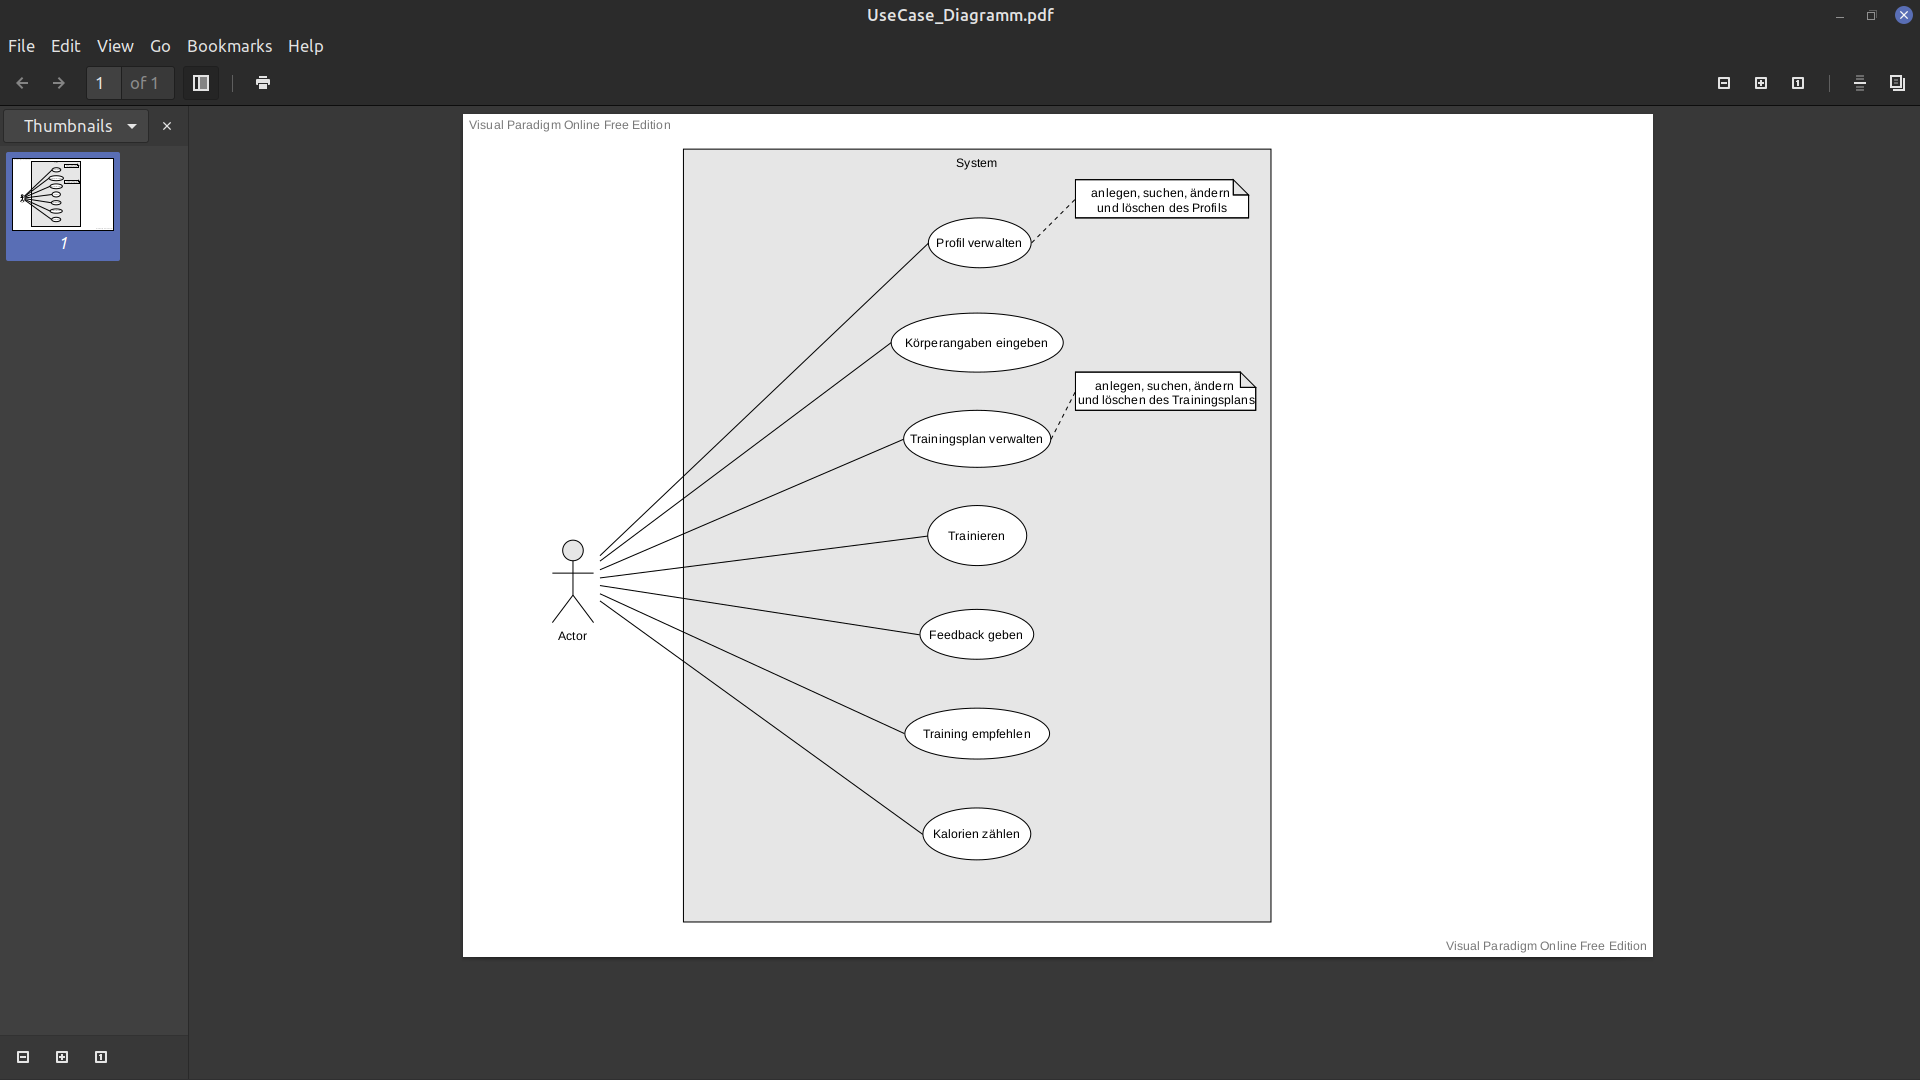 UseCase_Diagramm.pdf
File Edit View Go Bookmarks Help
1 of 1
Thumbnails
1
Visual Paradigm Online Free Edition
System
anlegen, suchen, ändern
und löschen des Profils
Profil verwalten
Körperangaben eingeben
anlegen, suchen, ändern
und löschen des Trainingsplans
Trainingsplan verwalten
Trainieren
Actor
Feedback geben
Training empfehlen
Kalorien zählen
Visual Paradigm Online Free Edition